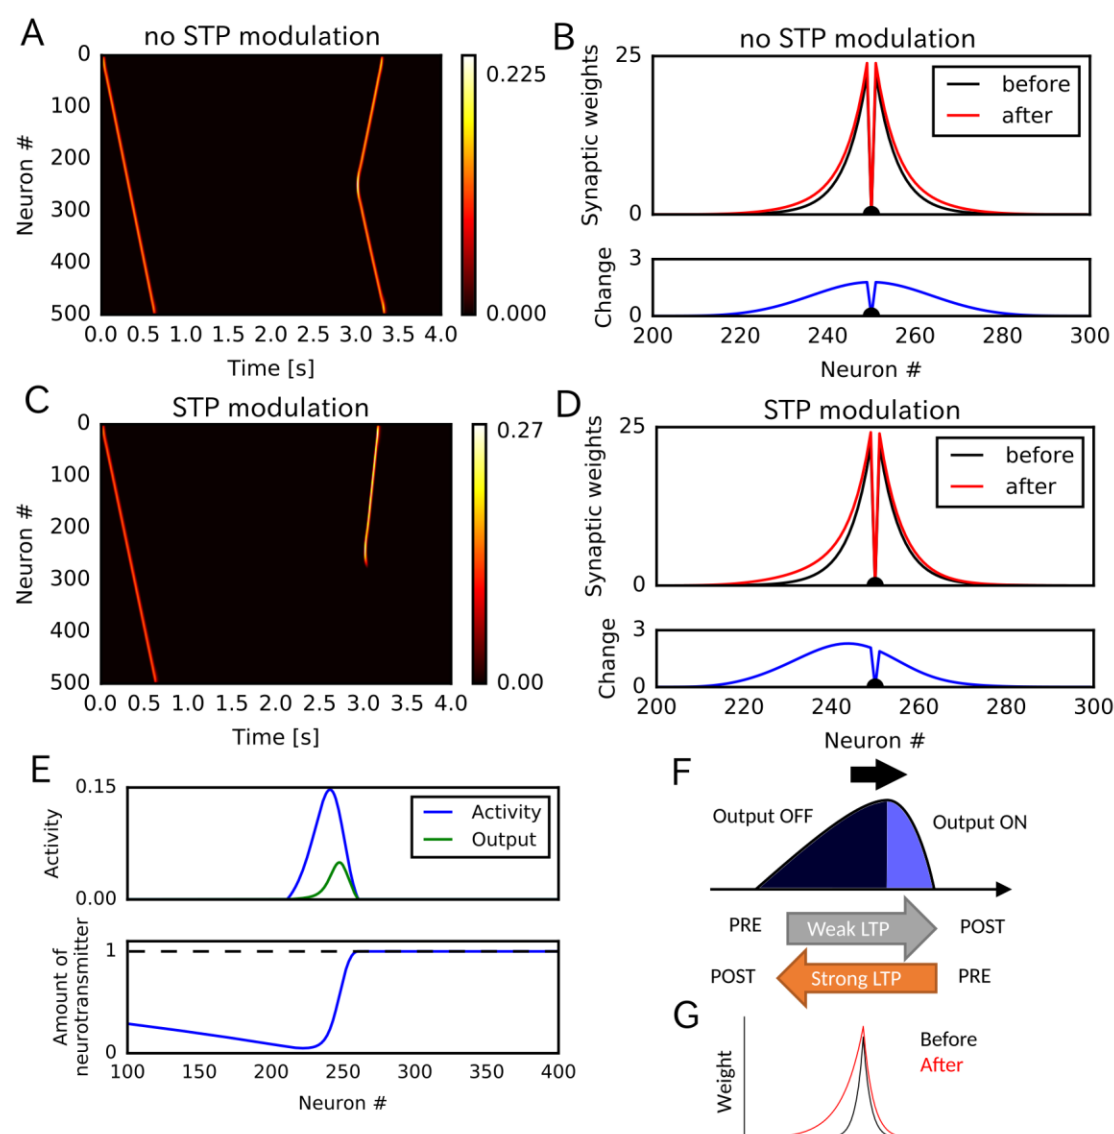 A
no STP modulation
Neuron #
0
100
200
300
400
500
0.0 0.5 1.0 1.5 2.0 2.5 3.0 3.5 4.0
Time [s]
0.225
0.000
B
no STP modulation
Synaptic weights
25
0
before
after
Change
3
0
200 220 240 260 280 300
Neuron #
C
STP modulation
Neuron #
0
100
200
300
400
500
0.0 0.5 1.0 1.5 2.0 2.5 3.0 3.5 4.0
Time [s]
0.27
0.00
D
STP modulation
Synaptic weights
25
0
before
after
Change
3
0
200 220 240 260 280 300
Neuron #
E
Activity
0.15
0.00
Activity
Output
Amount of
neurotransmitter
1
0
100 150 200 250 300 350 400
Neuron #
F
Output OFF
Output ON
PRE Weak LTP POST
POST Strong LTP PRE
G
Weight
Before
After